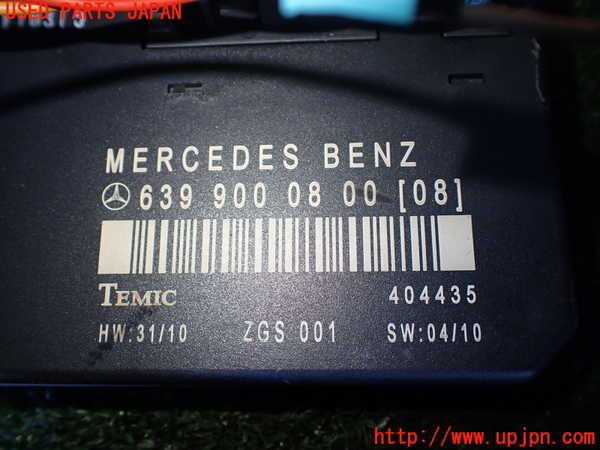 USED PARTS JAPAN
MERCEDES BENZ
639 900 08 00 [08]
TEMIC 404435
HW:31/10 ZGS 001 SW:04/10
http://www.upjpn.com